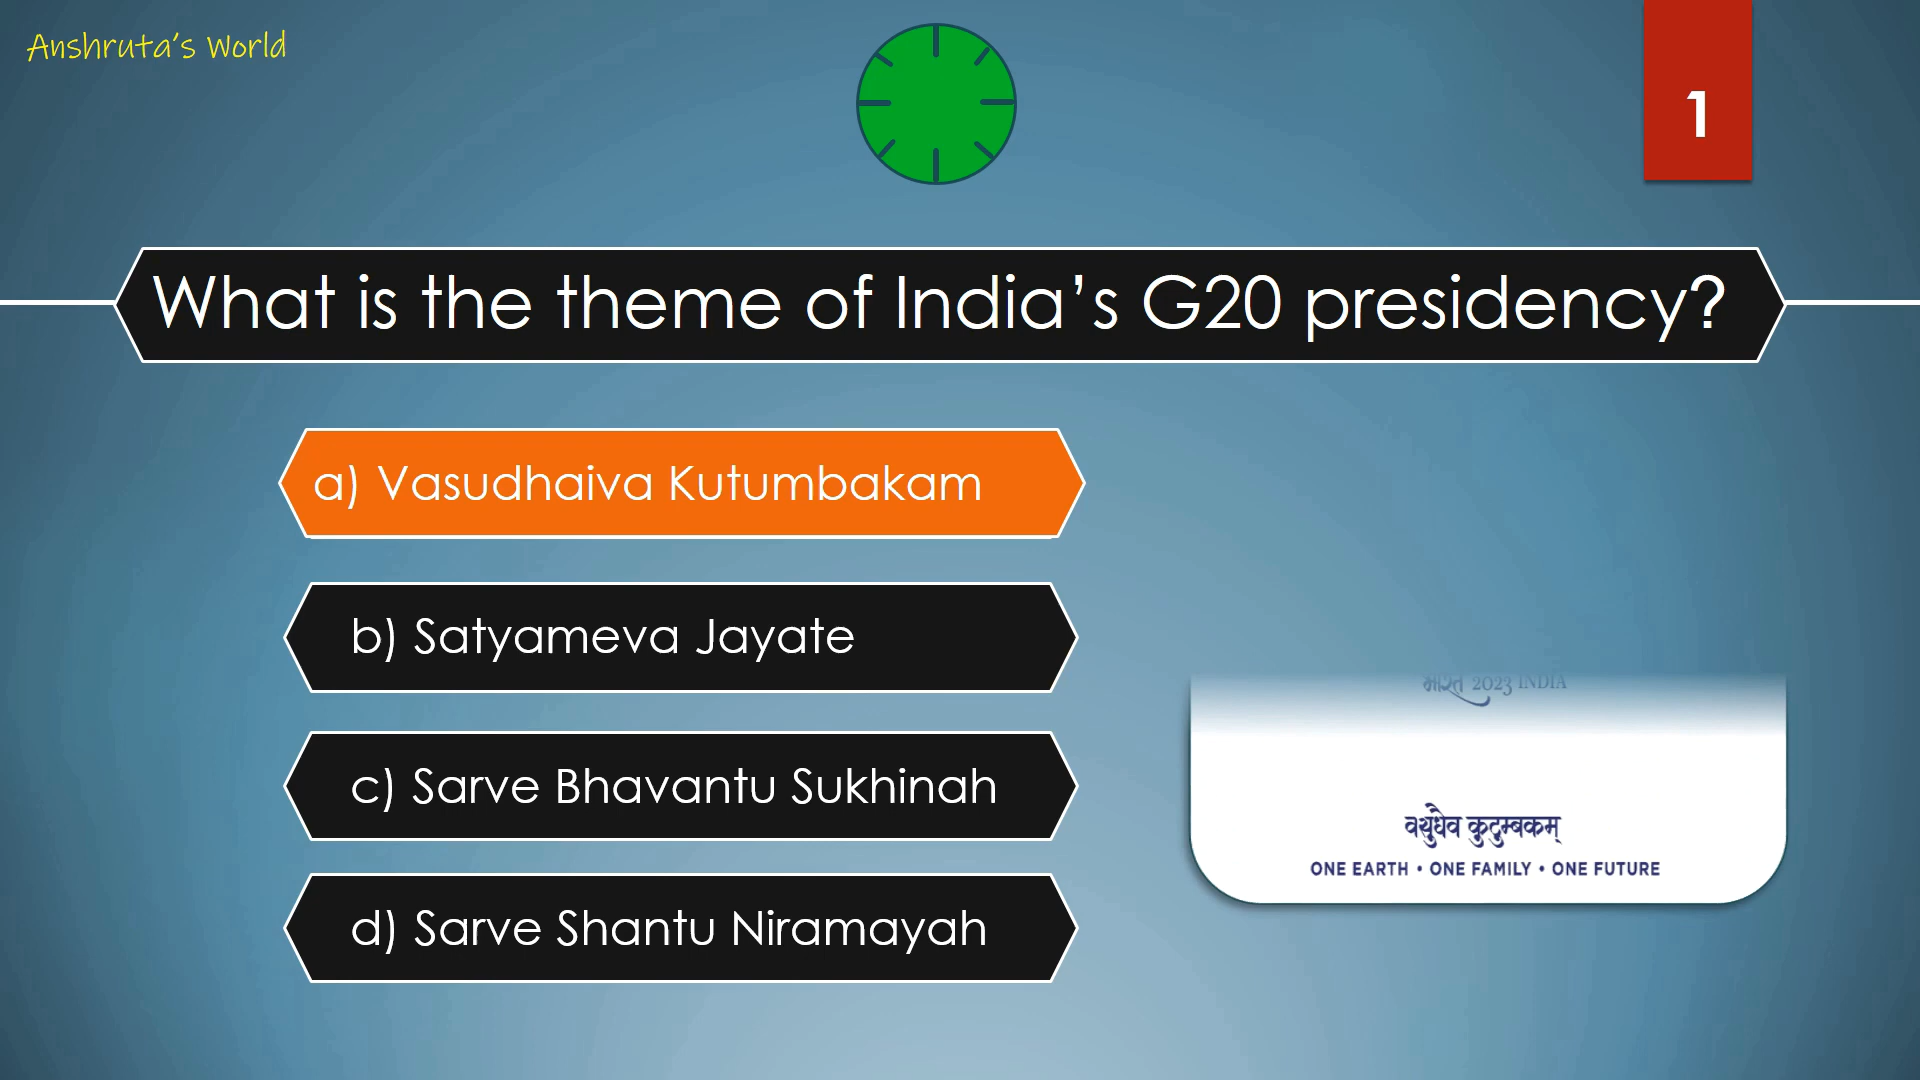 Anshruta's World
1
What is the theme of India’s G20 presidency?
a) Vasudhaiva Kutumbakam
b) Satyameva Jayate
c) Sarve Bhavantu Sukhinah
d) Sarve Shantu Niramayah
भारत 2023 INDIA
वसुधैव कुटुम्बकम्
ONE EARTH • ONE FAMILY • ONE FUTURE